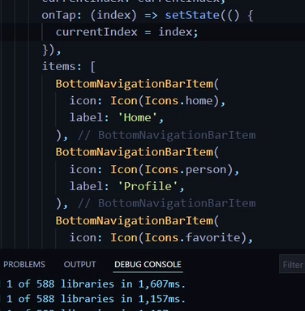 currentIndex: currentIndex,
onTap: (index) => setState(() {
currentIndex = index;
}),
items: [
BottomNavigationBarItem(
icon: Icon(Icons.home),
label: 'Home',
), // BottomNavigationBarItem
BottomNavigationBarItem(
icon: Icon(Icons.person),
label: 'Profile',
), // BottomNavigationBarItem
BottomNavigationBarItem(
icon: Icon(Icons.favorite),
PROBLEMS OUTPUT DEBUG CONSOLE Filter
1 of 588 libraries in 1,607ms.
1 of 588 libraries in 1,157ms.